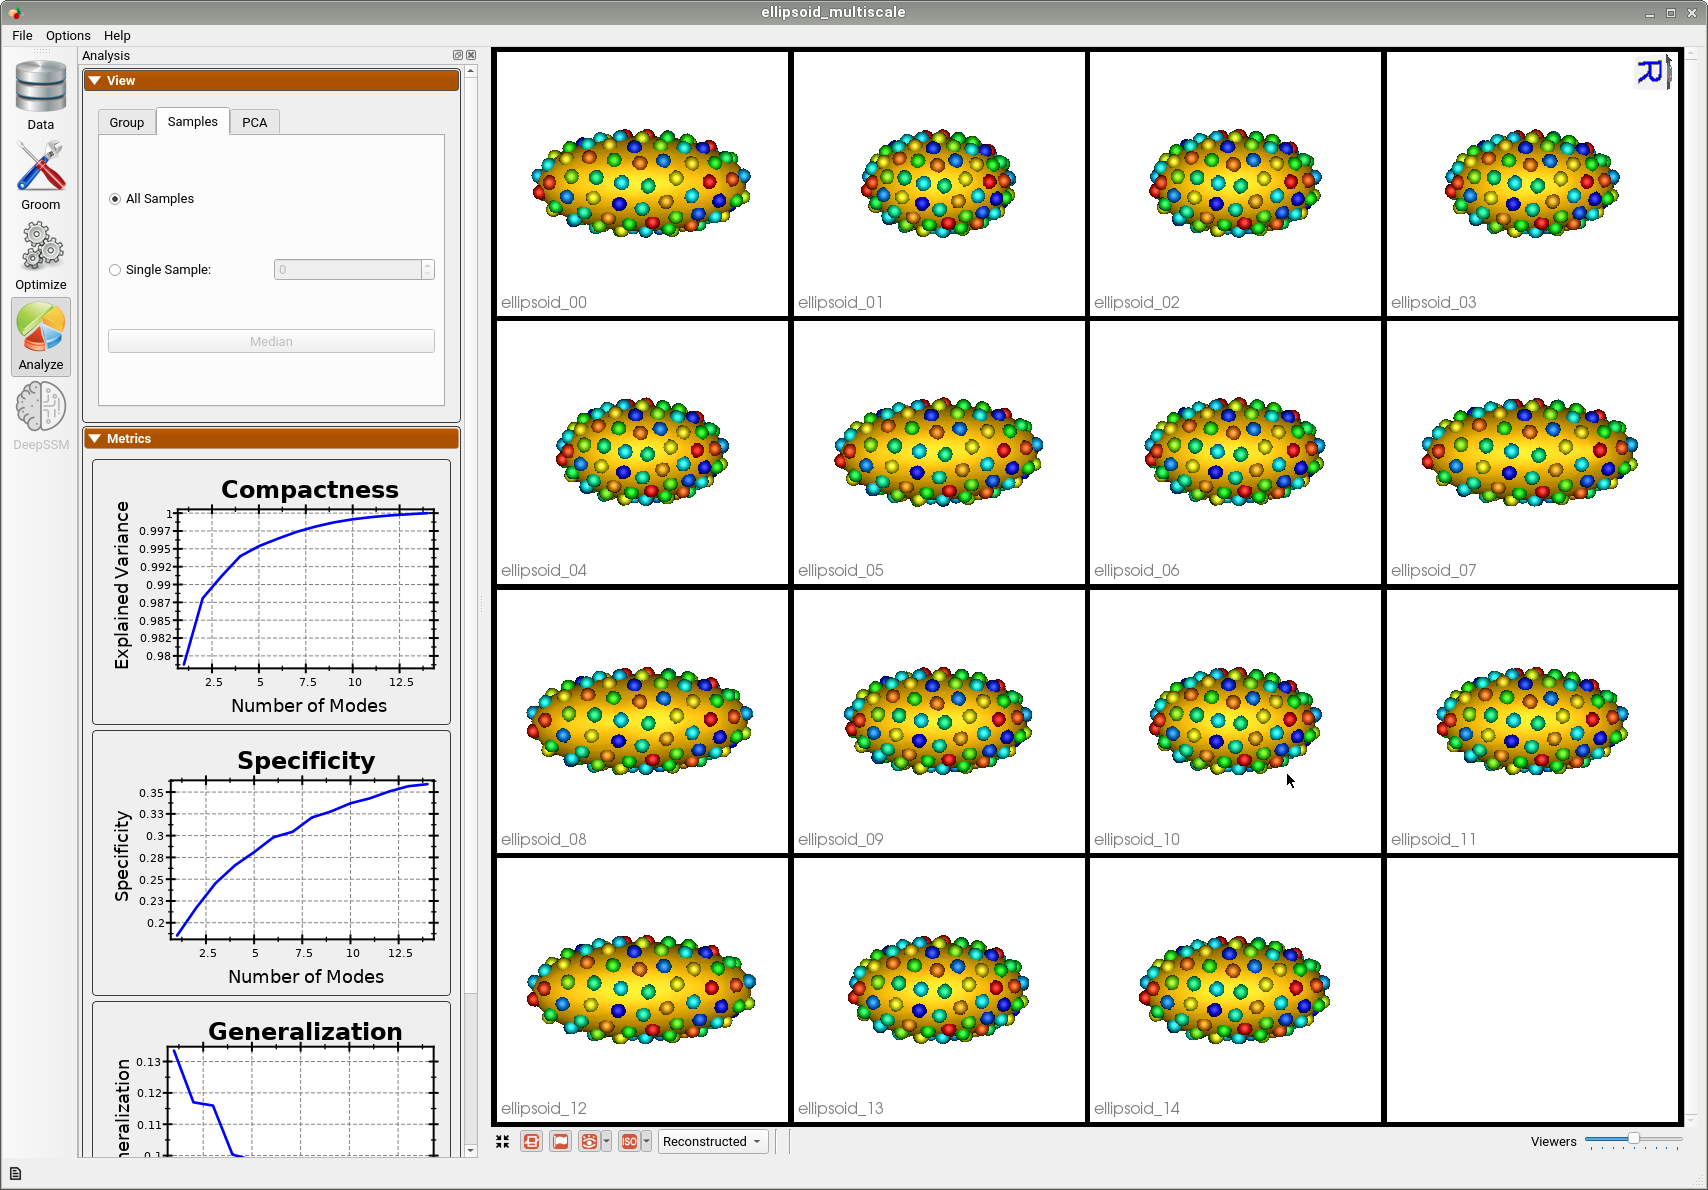 ellipsoid_multiscale
File Options Help
Data
Groom
Optimize
Analyze
DeepSSM
Analysis
View
Group Samples PCA
All Samples
Single Sample: 0
Median
Metrics
Compactness
Explained Variance
1
0.997
0.995
0.992
0.99
0.987
0.985
0.982
0.98
2.5 5 7.5 10 12.5
Number of Modes
Specificity
Specificity
0.35
0.33
0.3
0.28
0.25
0.23
0.2
2.5 5 7.5 10 12.5
Number of Modes
Generalization
neralization
0.13
0.12
0.11
0.1
R
ellipsoid_00 ellipsoid_01 ellipsoid_02 ellipsoid_03
ellipsoid_04 ellipsoid_05 ellipsoid_06 ellipsoid_07
ellipsoid_08 ellipsoid_09 ellipsoid_10 ellipsoid_11
ellipsoid_12 ellipsoid_13 ellipsoid_14
ISO Reconstructed Viewers